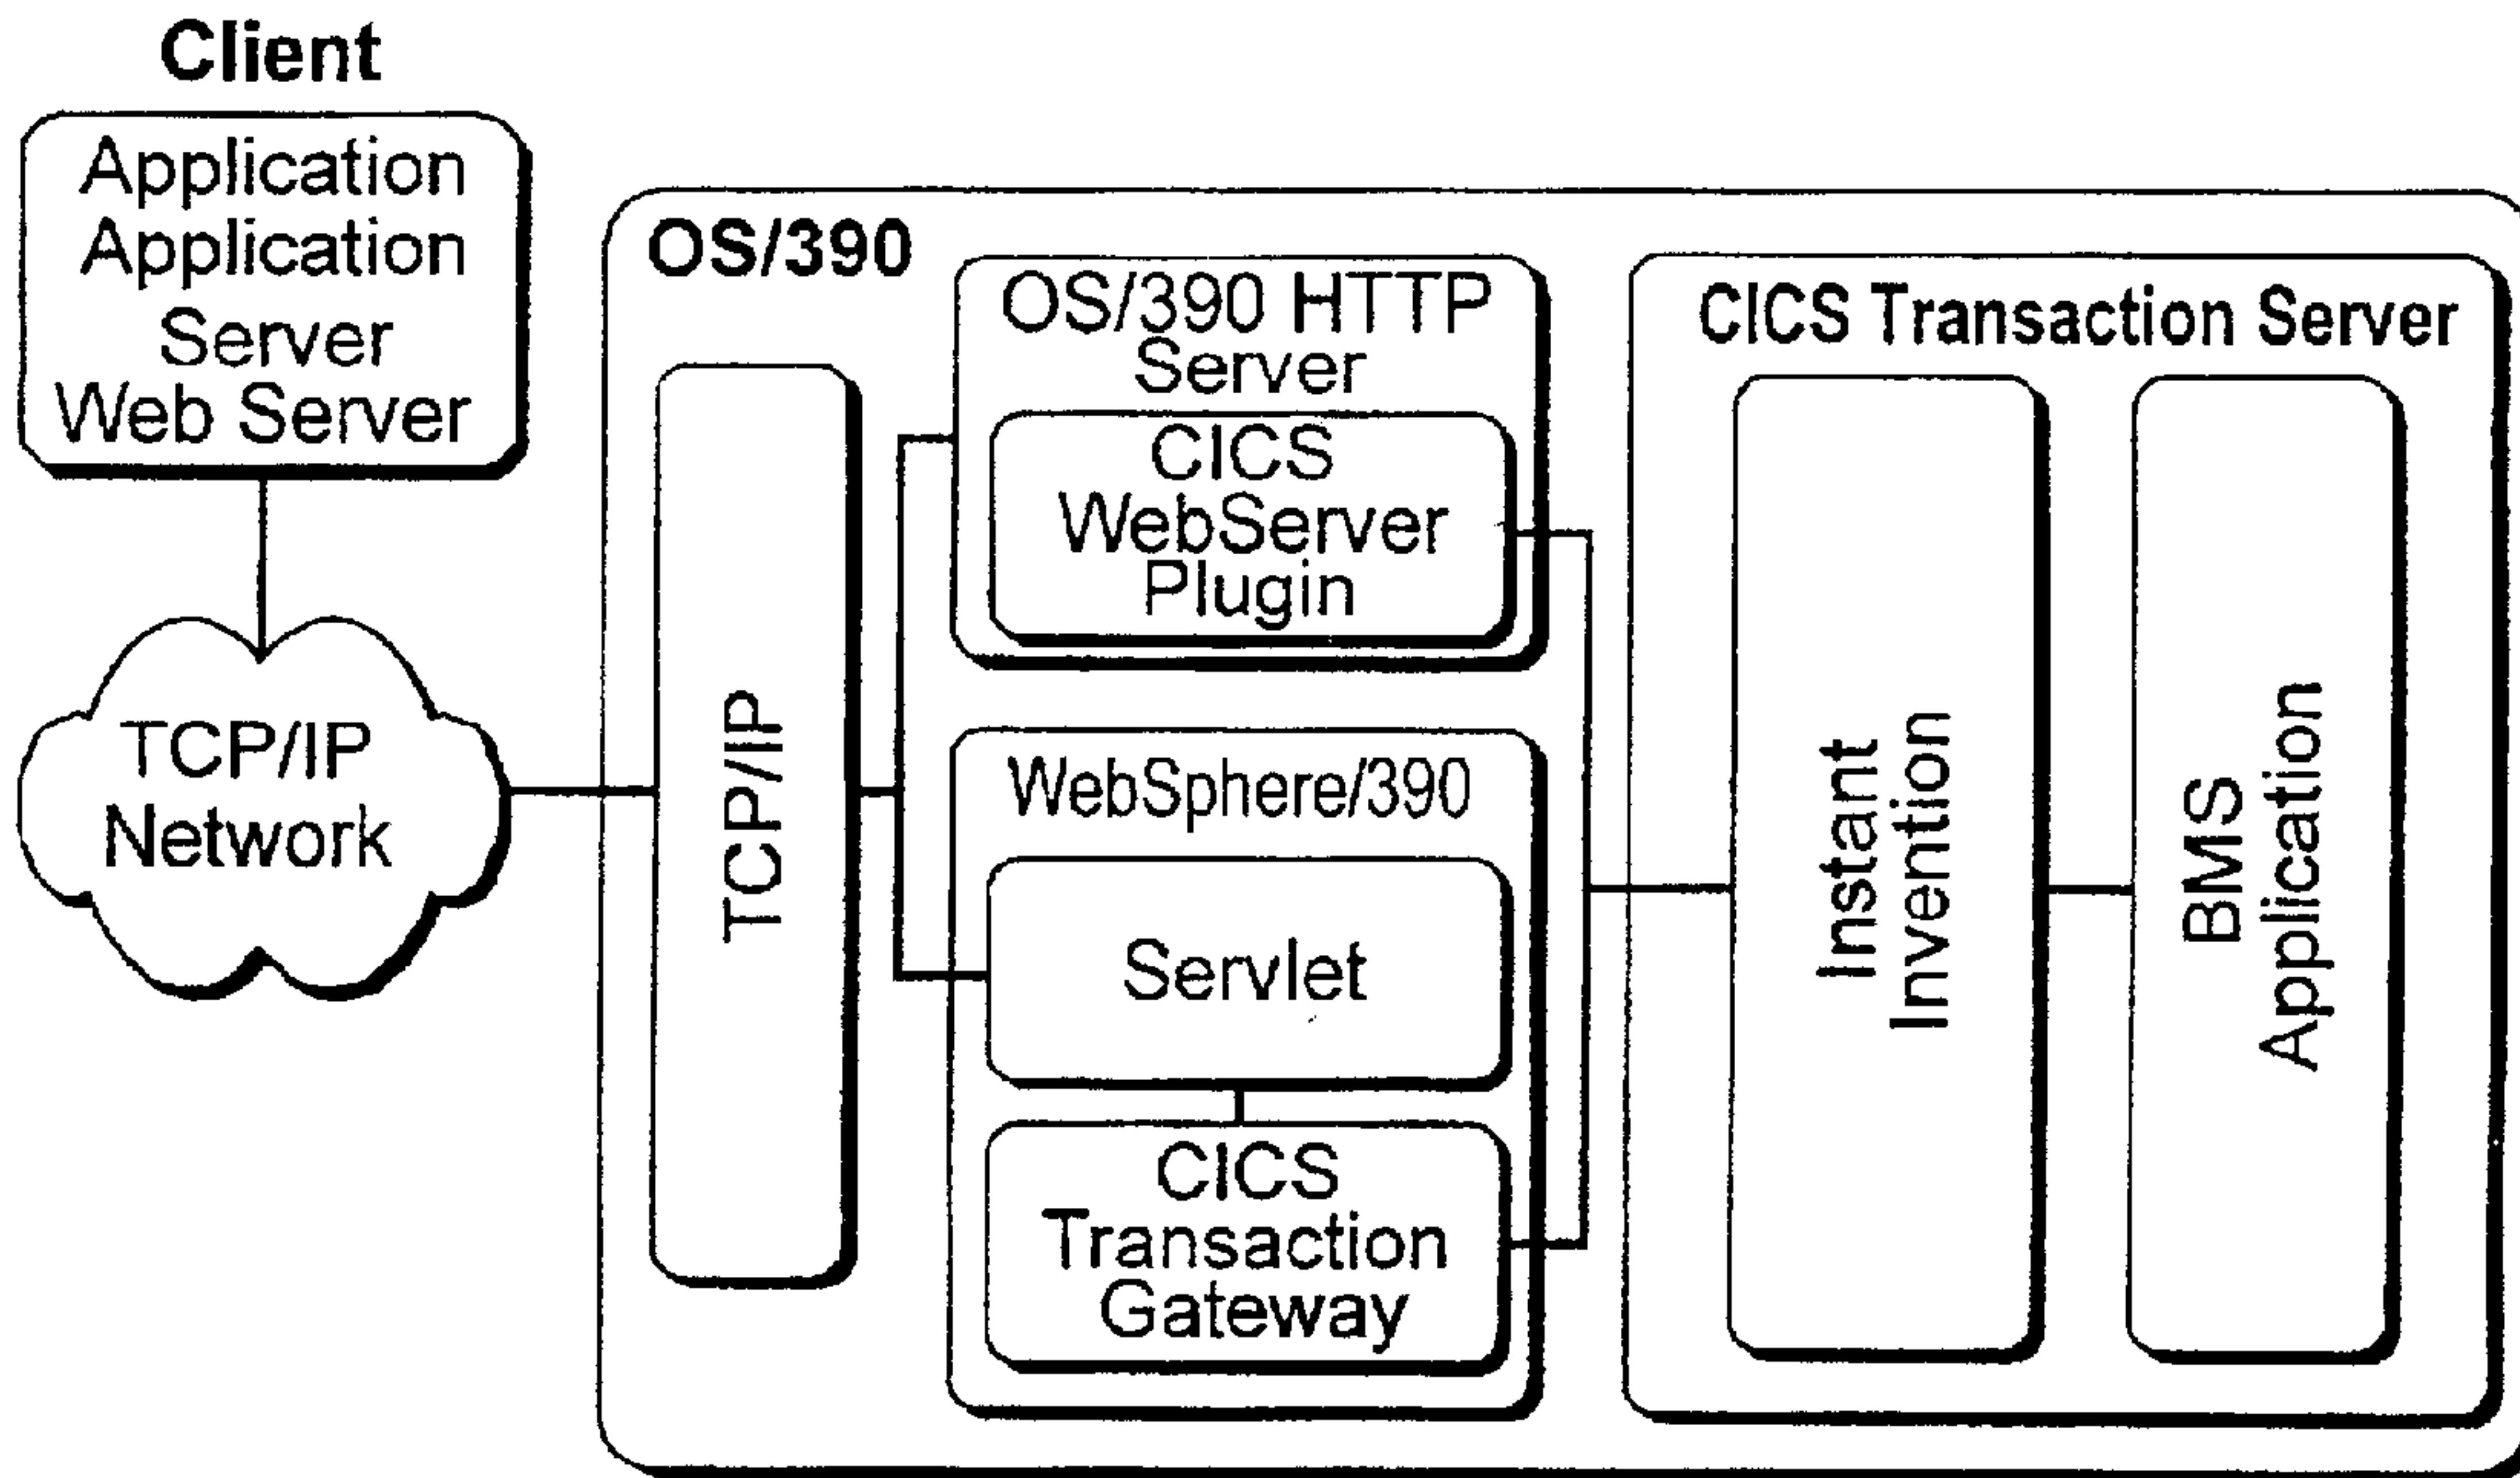 Client
Application
Application
Server
Web Server
TCP/IP
Network
OS/390
TCP/IP
OS/390 HTTP
Server
CICS
WebServer
Plugin
WebSphere/390
Servlet
CICS
Transaction
Gateway
CICS Transaction Server
Instant
Invention
BMS
Application